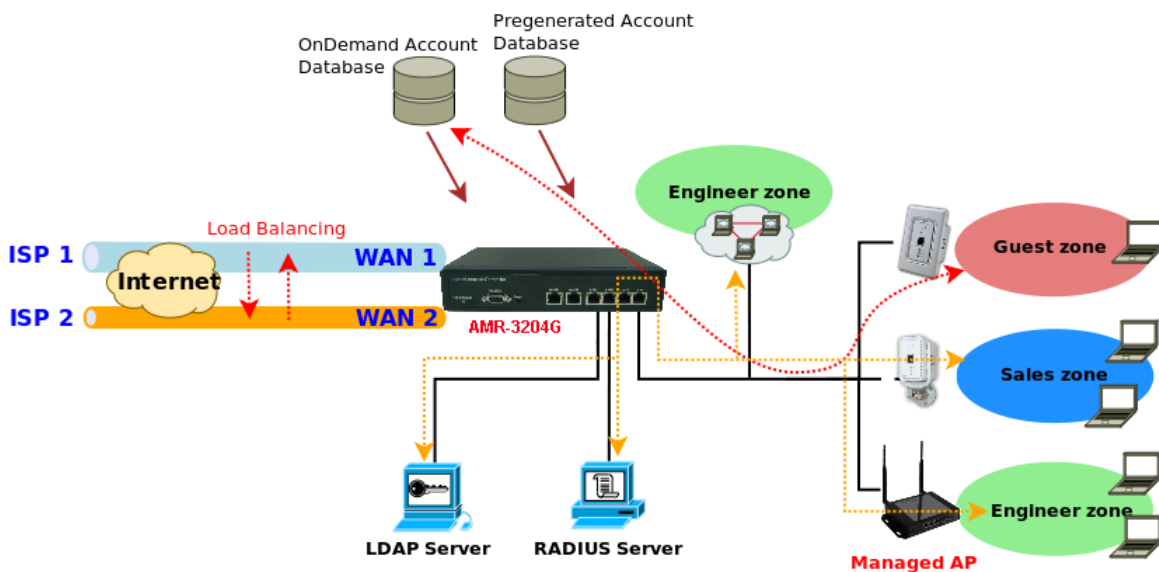 Pregenerated Account
Database
OnDemand Account
Database
Engineer zone
Load Balancing
ISP 1
WAN 1
Internet
ISP 2
WAN 2
AMR-3204G
Guest zone
Sales zone
Engineer zone
LDAP Server
RADIUS Server
Managed AP